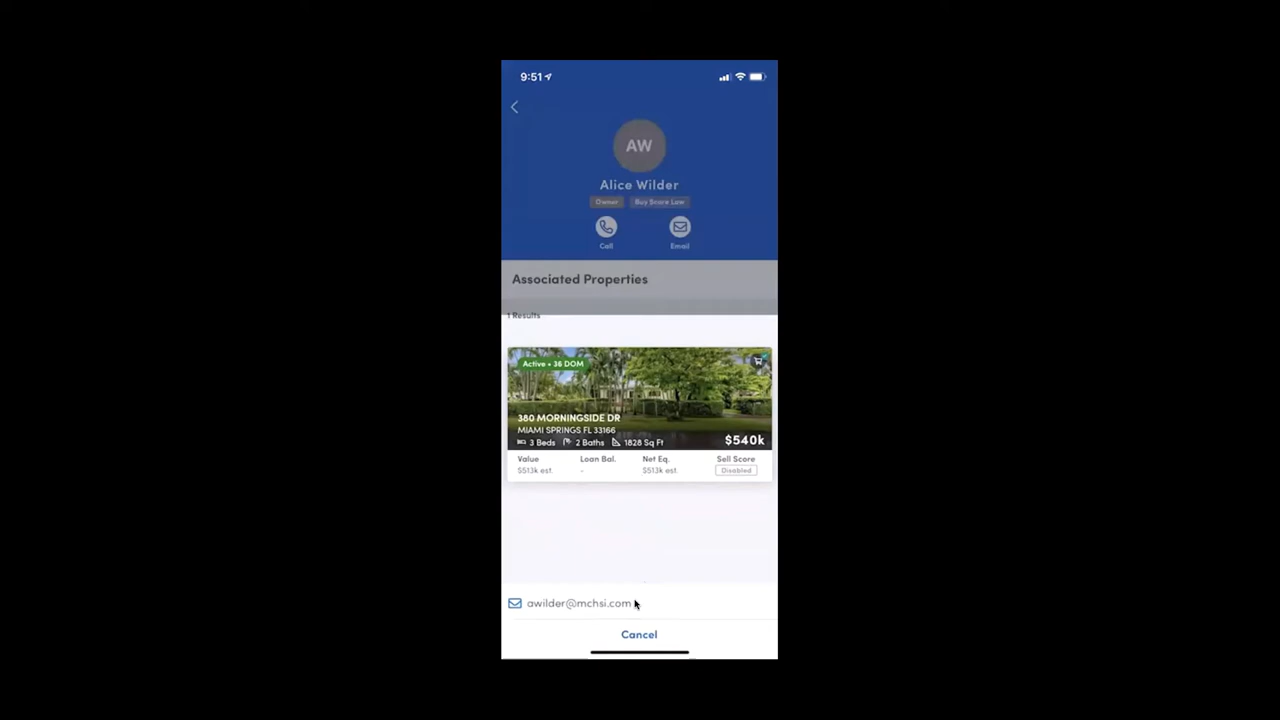 9:51
AW
Alice Wilder
Owner Buy Score Low
Call Email
Associated Properties
1 Results
Active • 36 DOM
380 MORNINGSIDE DR
MIAMI SPRINGS FL 33166
3 Beds 2 Baths 1828 Sq Ft $540k
Value Loan Bal. Net Eq. Sell Score
$513k est. - $513k est. Disabled
awilder@mchsi.com
Cancel